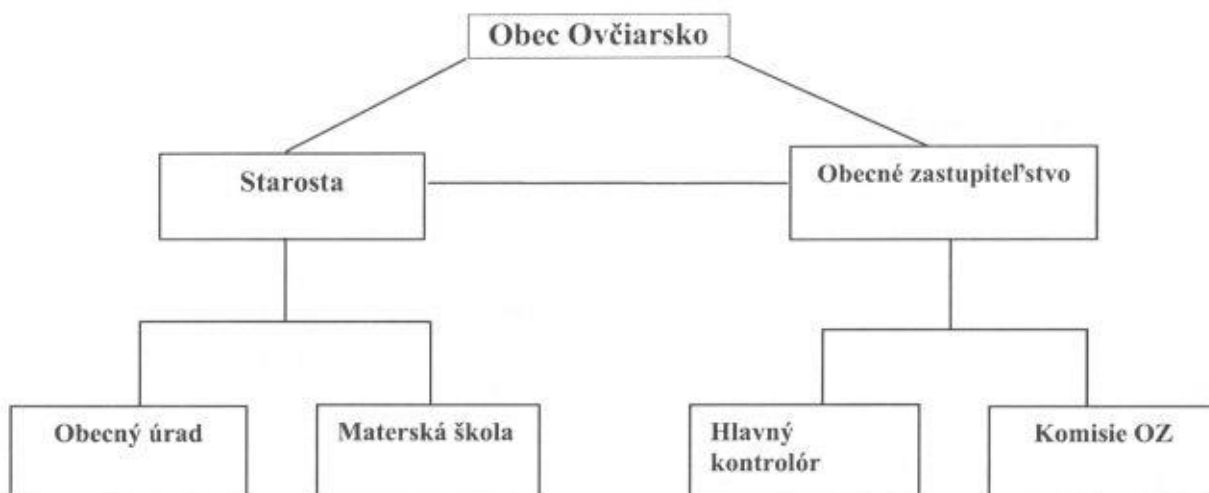 Obec Ovčiarsko
Starosta
Obecné zastupiteľstvo
Obecný úrad
Materská škola
Hlavný
kontrolór
Komisie OZ